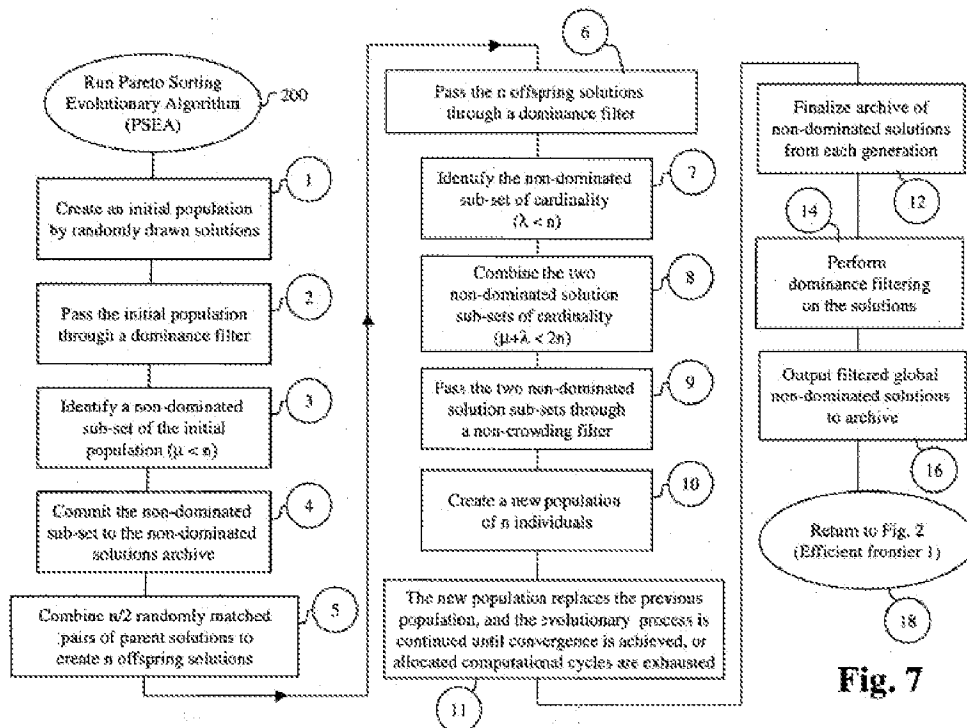 Run Pareto Sorting
Evolutionary Algorithm
(PSEA)
200
1
Create an initial population
by randomly drawn solutions
2
Pass the initial population
through a dominance filter
3
Identify a non-dominated
sub-set of the initial
population (μ < n)
4
Commit the non-dominated
sub-set to the non-dominated
solutions archive
5
Combine n/2 randomly matched
pairs of parent solutions to
create n offspring solutions
6
Pass the n offspring solutions
through a dominance filter
7
Identify the non-dominated
sub-set of cardinality
(λ < n)
8
Combine the two
non-dominated solution
sub-sets of cardinality
(μ+λ < 2n)
9
Pass the two non-dominated
solution sub-sets through
a non-crowding filter
10
Create a new population
of n individuals
The new population replaces the previous
population, and the evolutionary process is
continued until convergence is achieved, or
allocated computational cycles are exhausted
11
Finalize archive of
non-dominated solutions
from each generation
12
14
Perform
dominance filtering
on the solutions
Output filtered global
non-dominated solutions
to archive
16
Return to Fig. 2
(Efficient frontier 1)
18
Fig. 7